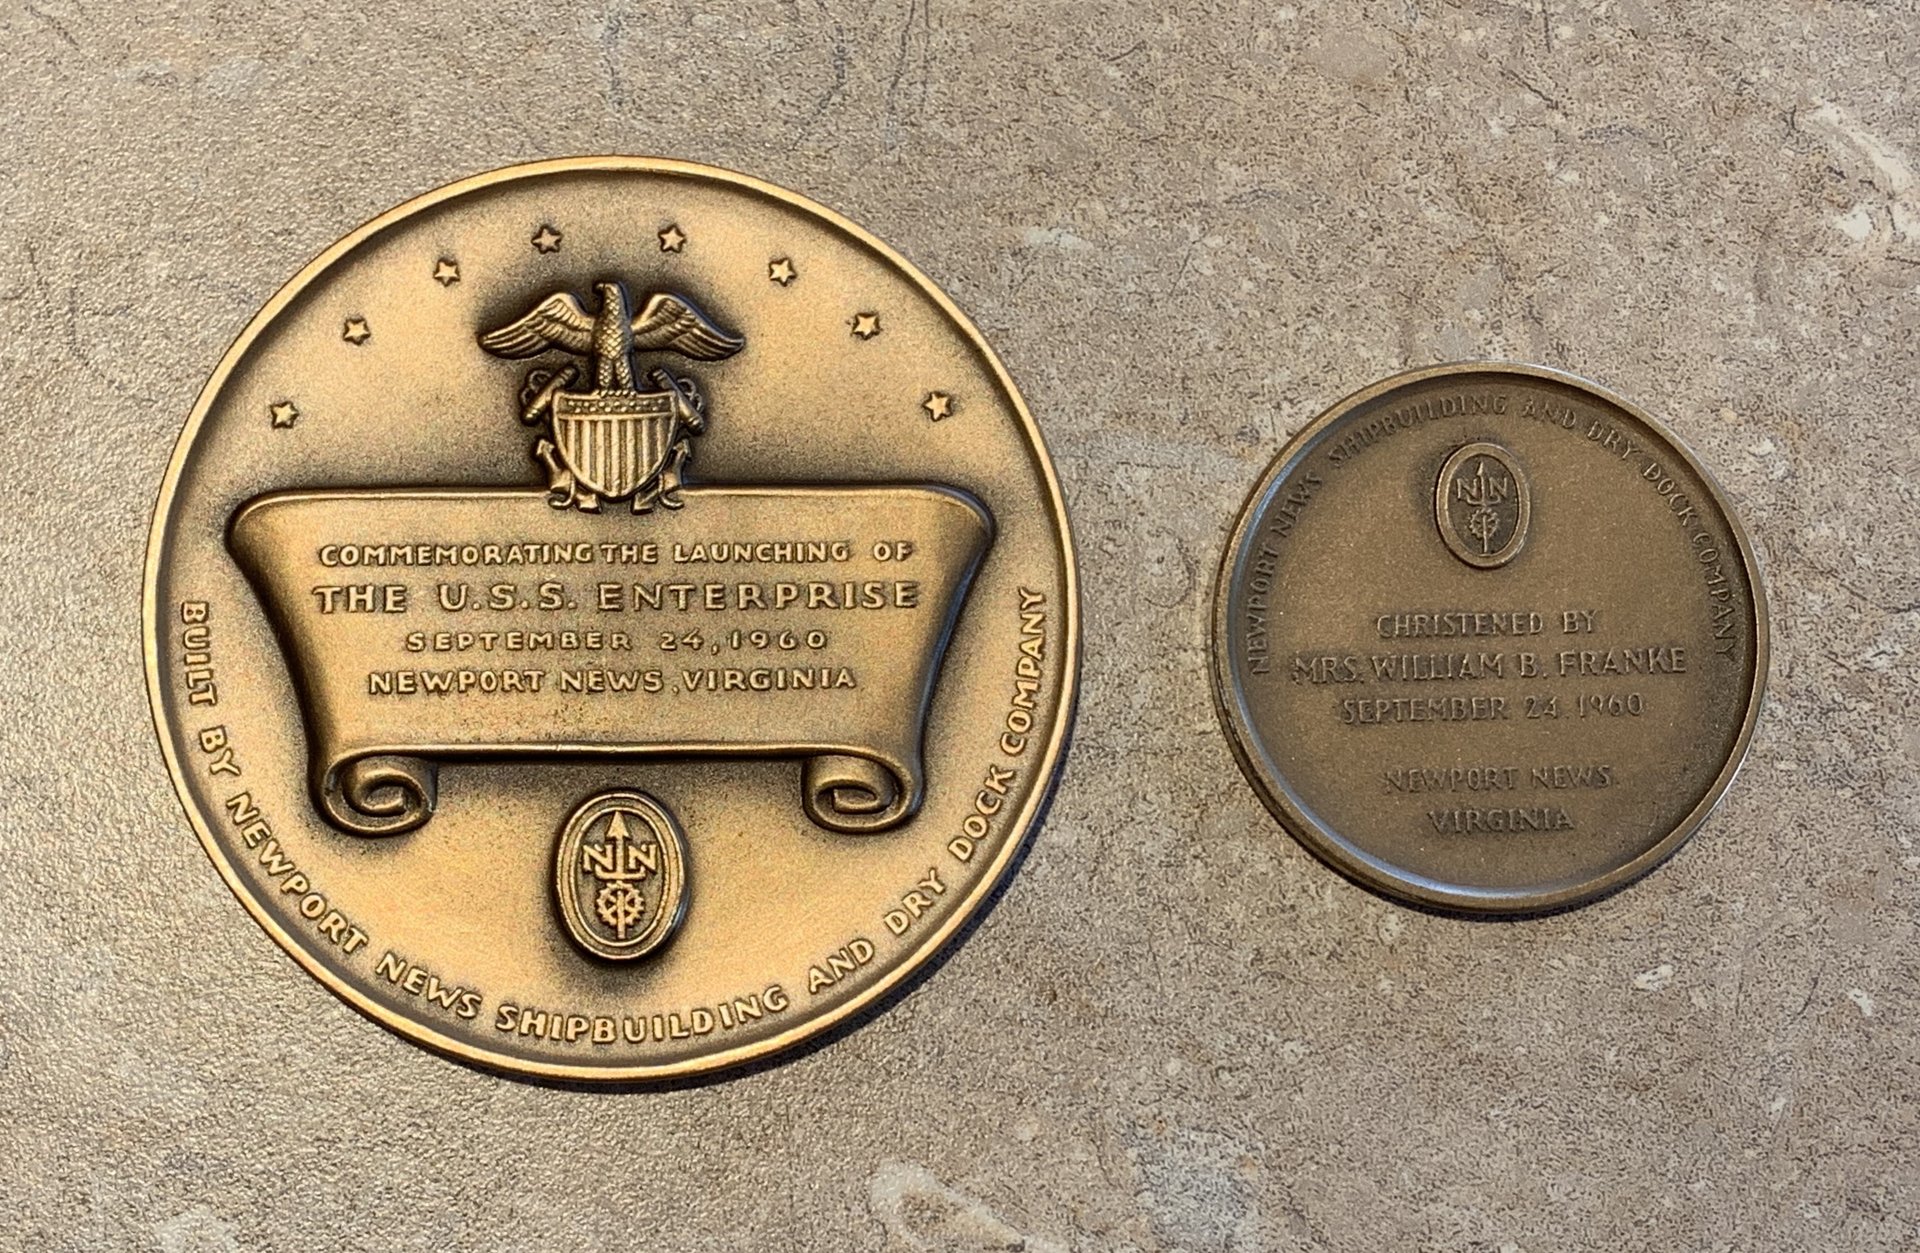 COMMEMORATING THE LAUNCHING OF
THE U.S.S. ENTERPRISE
SEPTEMBER 24, 1960
NEWPORT NEWS, VIRGINIA
NN
BUILT BY NEWPORT NEWS SHIPBUILDING AND DRY DOCK COMPANY
NEWPORT NEWS SHIPBUILDING AND DRY DOCK COMPANY
NN
CHRISTENED BY
MRS. WILLIAM B. FRANKE
SEPTEMBER 24, 1960
NEWPORT NEWS,
VIRGINIA